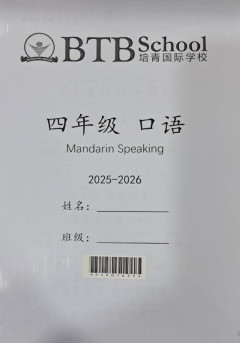 BTB School
培青国际学校
四年级 口语
Mandarin Speaking
2025-2026
姓名：
班级：